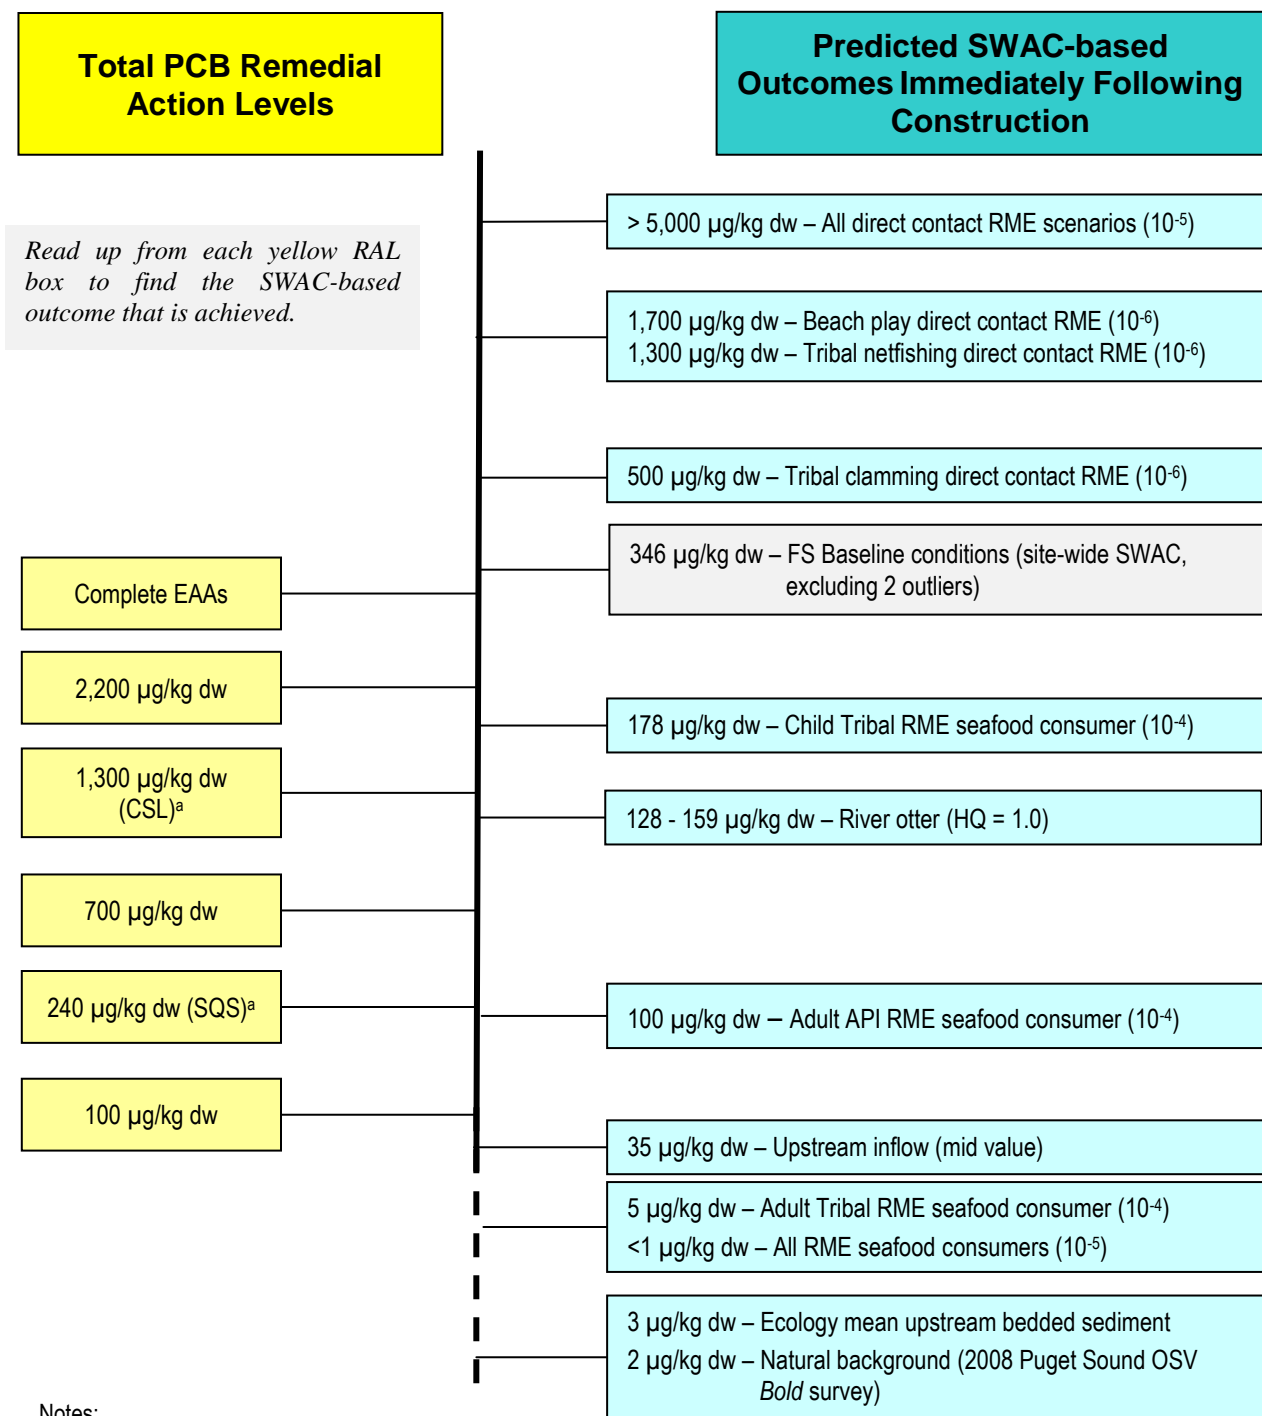 Total PCB Remedial
Action Levels
Predicted SWAC-based
Outcomes Immediately Following
Construction
Read up from each yellow RAL
box to find the SWAC-based
outcome that is achieved.
> 5,000 µg/kg dw – All direct contact RME scenarios (10-5)
1,700 µg/kg dw – Beach play direct contact RME (10-6)
1,300 µg/kg dw – Tribal netfishing direct contact RME (10-6)
500 µg/kg dw – Tribal clamming direct contact RME (10-6)
346 µg/kg dw – FS Baseline conditions (site-wide SWAC,
excluding 2 outliers)
Complete EAAs
2,200 µg/kg dw
178 µg/kg dw – Child Tribal RME seafood consumer (10-4)
1,300 µg/kg dw
(CSL)a
128 - 159 µg/kg dw – River otter (HQ = 1.0)
700 µg/kg dw
240 µg/kg dw (SQS)a
100 µg/kg dw – Adult API RME seafood consumer (10-4)
100 µg/kg dw
35 µg/kg dw – Upstream inflow (mid value)
5 µg/kg dw – Adult Tribal RME seafood consumer (10-4)
<1 µg/kg dw – All RME seafood consumers (10-5)
3 µg/kg dw – Ecology mean upstream bedded sediment
2 µg/kg dw – Natural background (2008 Puget Sound OSV
Bold survey)
Notes: